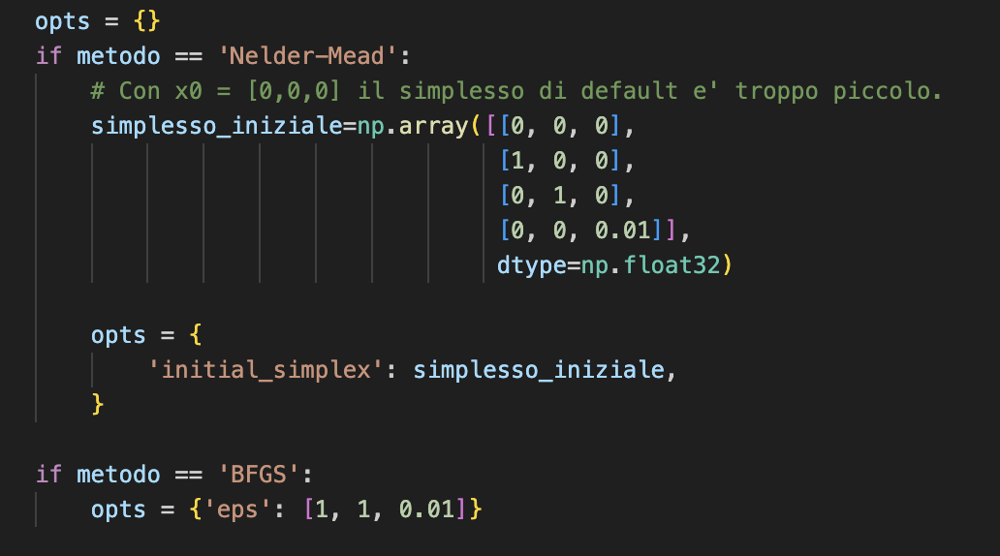 opts = {}
if metodo == 'Nelder-Mead':
    # Con x0 = [0,0,0] il simplesso di default e' troppo piccolo.
    simplesso_iniziale=np.array([[0, 0, 0],
                                 [1, 0, 0],
                                 [0, 1, 0],
                                 [0, 0, 0.01]],
                                 dtype=np.float32)

    opts = {
        'initial_simplex': simplesso_iniziale,
    }

if metodo == 'BFGS':
    opts = {'eps': [1, 1, 0.01]}